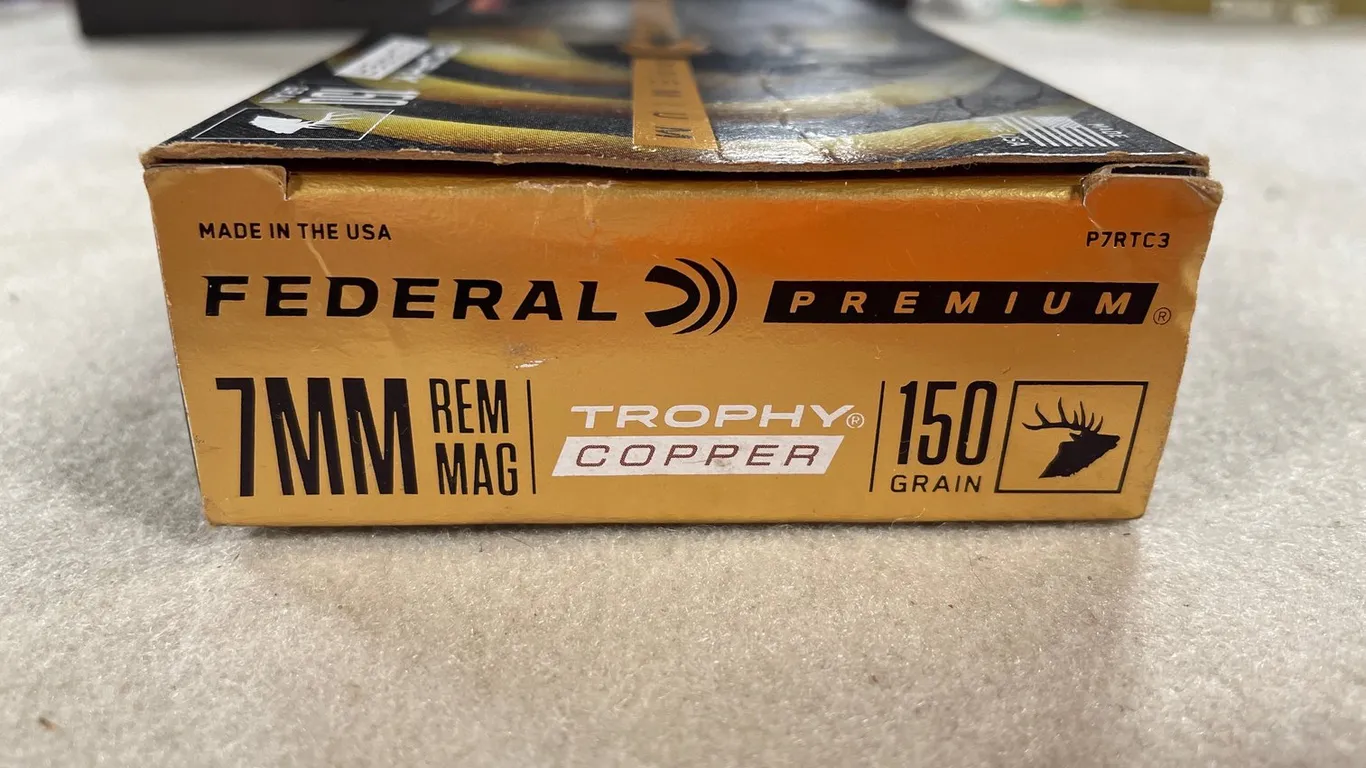 MADE IN THE USA
P7RTC3
FEDERAL PREMIUM®
7MM REM MAG
TROPHY®
COPPER
150
GRAIN